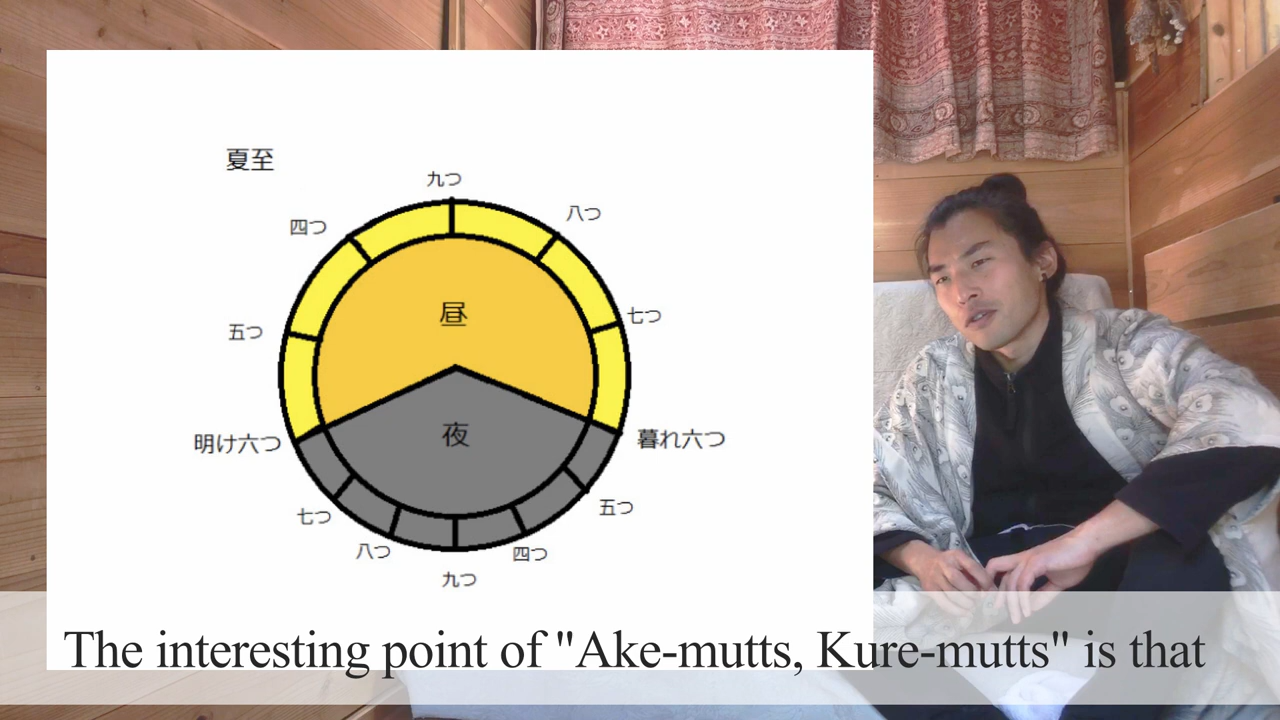 夏至
九つ
八つ
四つ
七つ
五つ
昼
明け六つ
夜
暮れ六つ
七つ
五つ
八つ
四つ
九つ
The interesting point of "Ake-mutts, Kure-mutts" is that